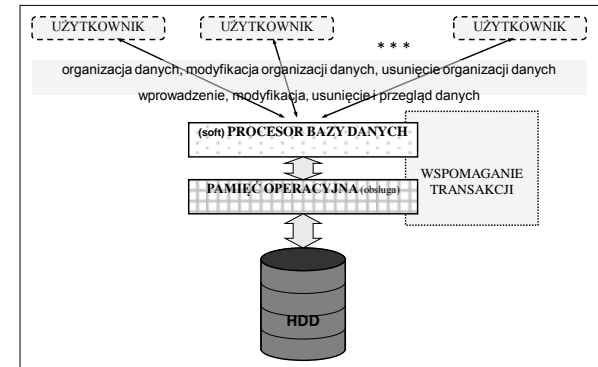 UŻYTKOWNIK UŻYTKOWNIK UŻYTKOWNIK
* * *
organizacja danych, modyfikacja organizacji danych, usunięcie organizacji danych
wprowadzenie, modyfikacja, usunięcie i przegląd danych
(soft) PROCESOR BAZY DANYCH
WSPOMAGANIE
TRANSAKCJI
PAMIĘĆ OPERACYJNA (obsługa)
HDD